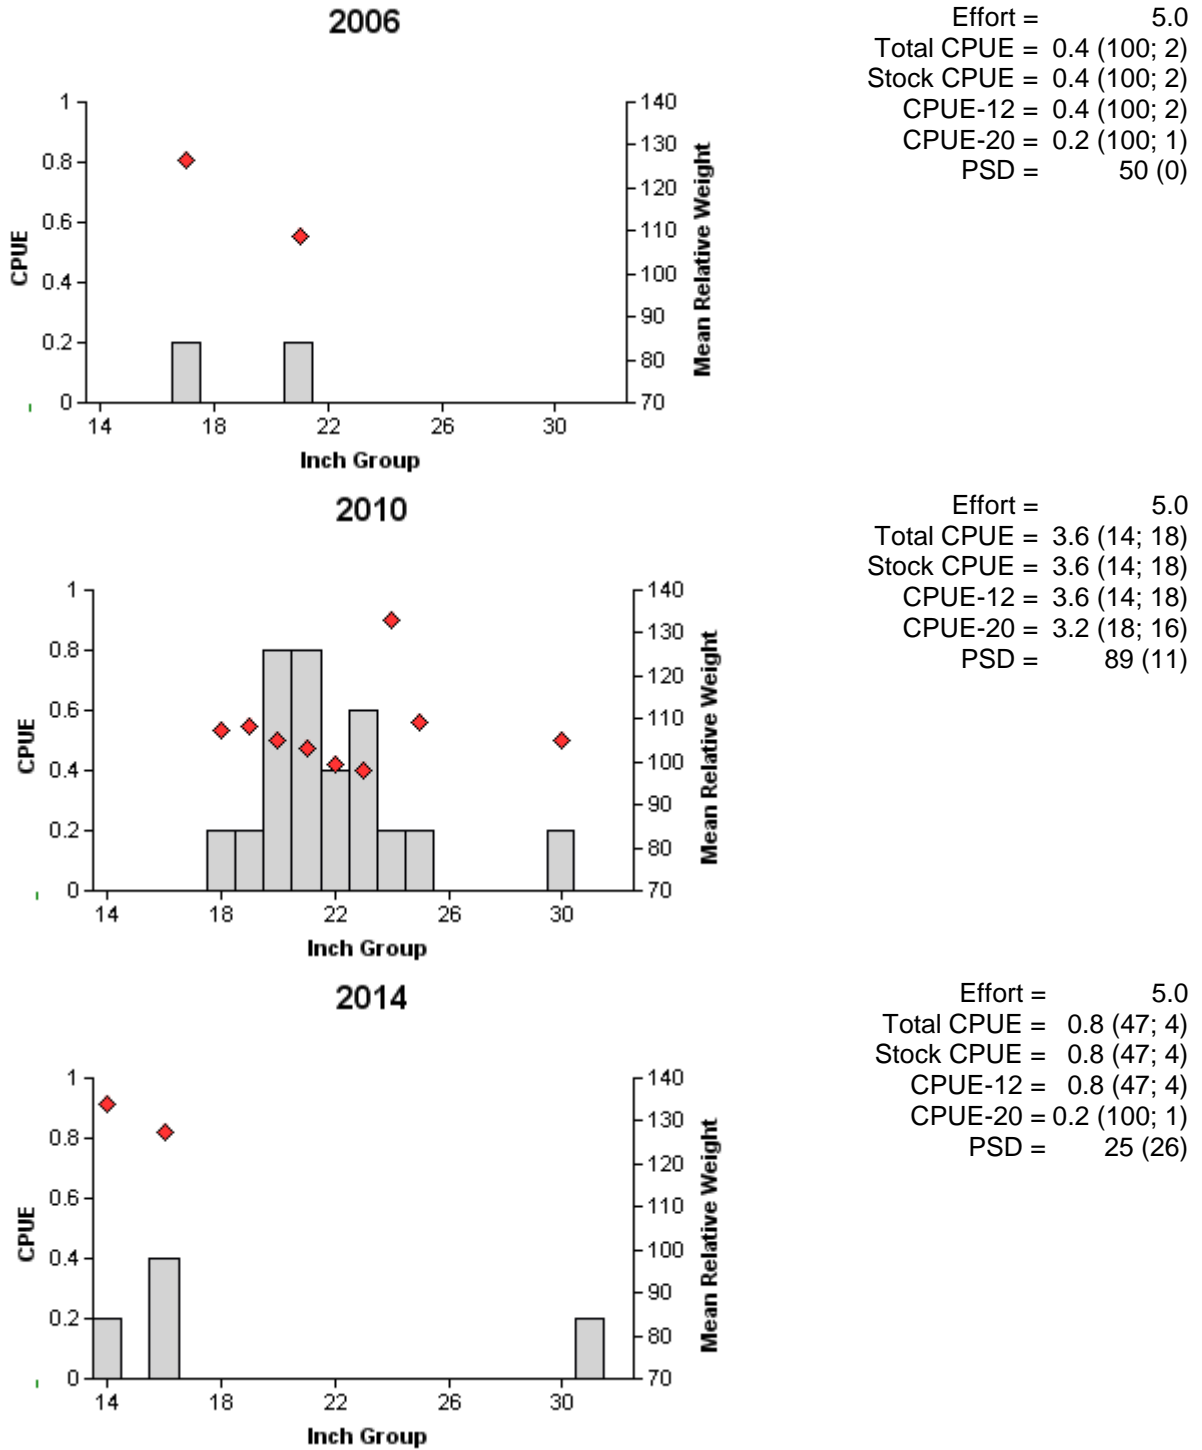 2006
Effort = 5.0
Total CPUE = 0.4 (100; 2)
Stock CPUE = 0.4 (100; 2)
CPUE-12 = 0.4 (100; 2)
CPUE-20 = 0.2 (100; 1)
PSD = 50 (0)
1
0.8
0.6
0.4
0.2
0
CPUE
140
130
120
110
100
90
80
70
Mean Relative Weight
14 18 22 26 30
Inch Group
2010
Effort = 5.0
Total CPUE = 3.6 (14; 18)
Stock CPUE = 3.6 (14; 18)
CPUE-12 = 3.6 (14; 18)
CPUE-20 = 3.2 (18; 16)
PSD = 89 (11)
1
0.8
0.6
0.4
0.2
0
CPUE
140
130
120
110
100
90
80
70
Mean Relative Weight
14 18 22 26 30
Inch Group
2014
Effort = 5.0
Total CPUE = 0.8 (47; 4)
Stock CPUE = 0.8 (47; 4)
CPUE-12 = 0.8 (47; 4)
CPUE-20 = 0.2 (100; 1)
PSD = 25 (26)
1
0.8
0.6
0.4
0.2
0
CPUE
140
130
120
110
100
90
80
70
Mean Relative Weight
14 18 22 26 30
Inch Group